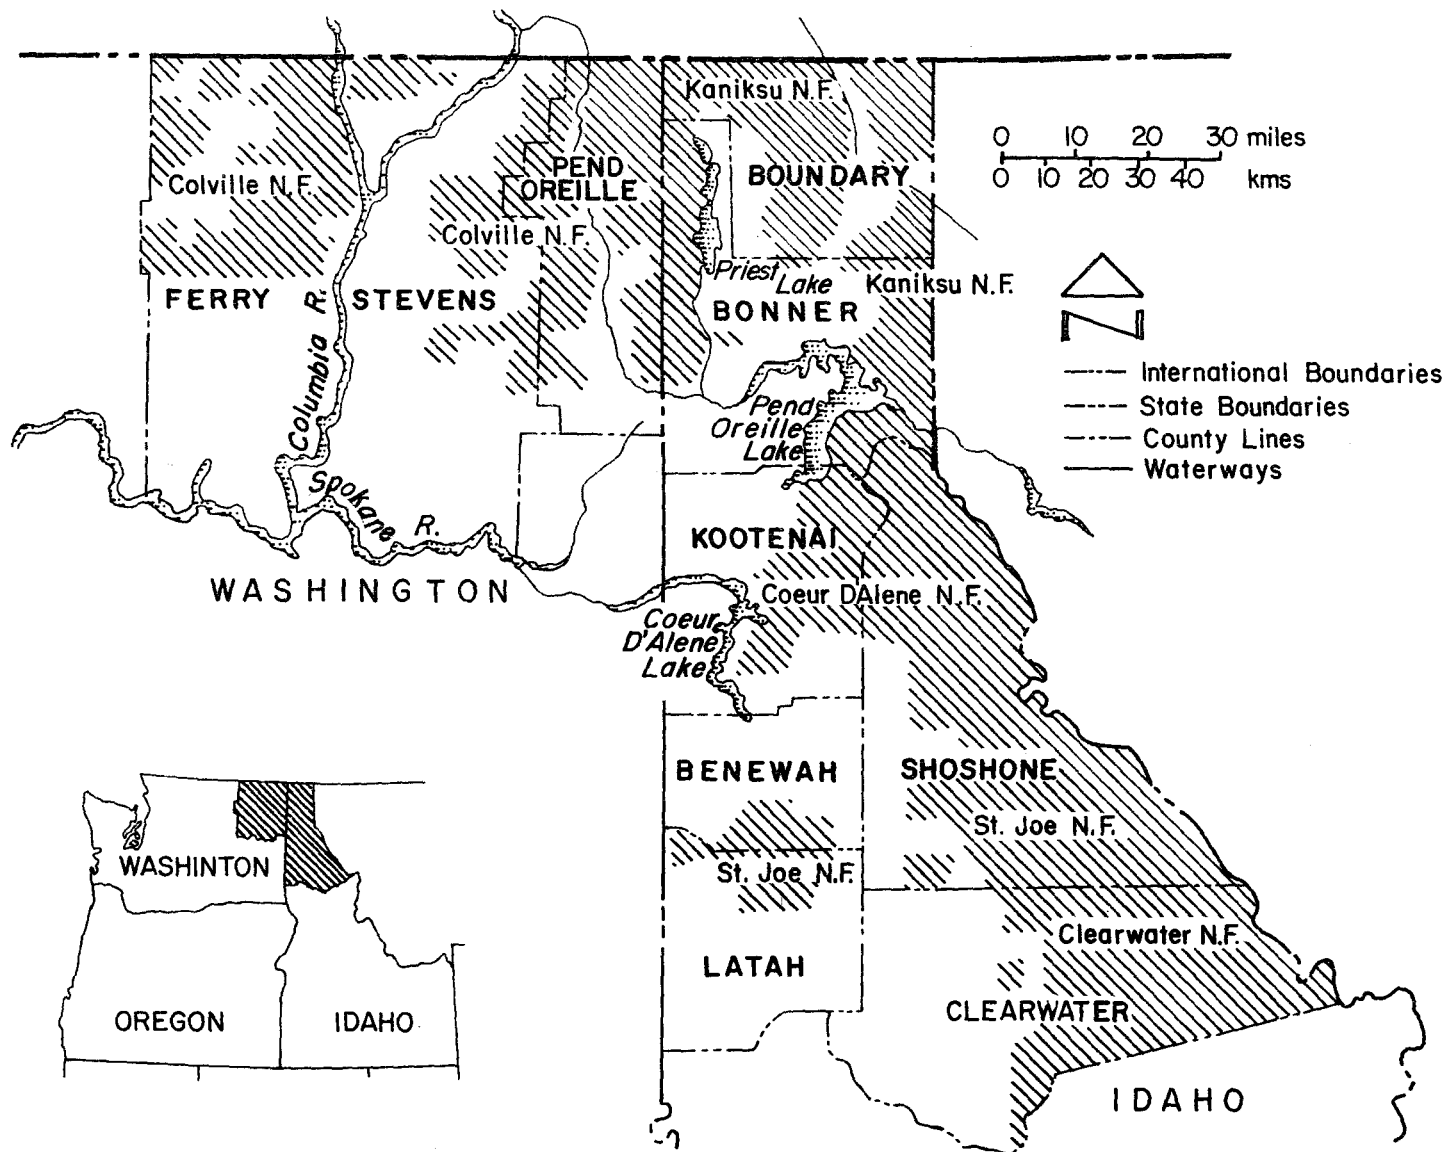 Kaniksu N.F.
0 10 20 30 miles
0 10 20 30 40 kms
PEND
OREILLE
BOUNDARY
Colville N.F.
Colville N.F.
Priest
Lake
Kaniksu N.F.
FERRY
Columbia R.
STEVENS
BONNER
International Boundaries
State Boundaries
County Lines
Waterways
Pend
Oreille
Lake
Spokane R.
KOOTENAI
WASHINGTON
Coeur DAlene N.F.
Coeur
D'Alene
Lake
BENEWAH
SHOSHONE
St. Joe N.F.
WASHINTON
St. Joe N.F.
Clearwater N.F.
LATAH
CLEARWATER
OREGON
IDAHO
IDAHO